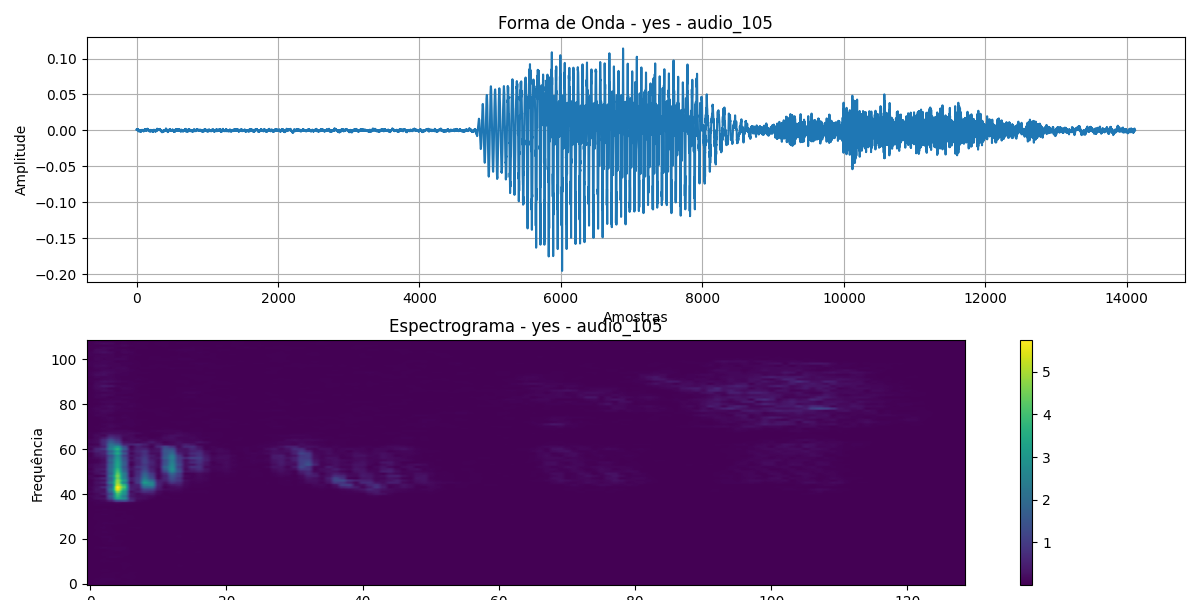 Forma de Onda - yes - audio_105
Amplitude
0.10
0.05
0.00
−0.05
−0.10
−0.15
−0.20
0 2000 4000 6000 8000 10000 12000 14000
Amostras
Espectrograma - yes - audio_105
Frequência
100
80
60
40
20
0
0 20 40 60 80 100 120
5
4
3
2
1